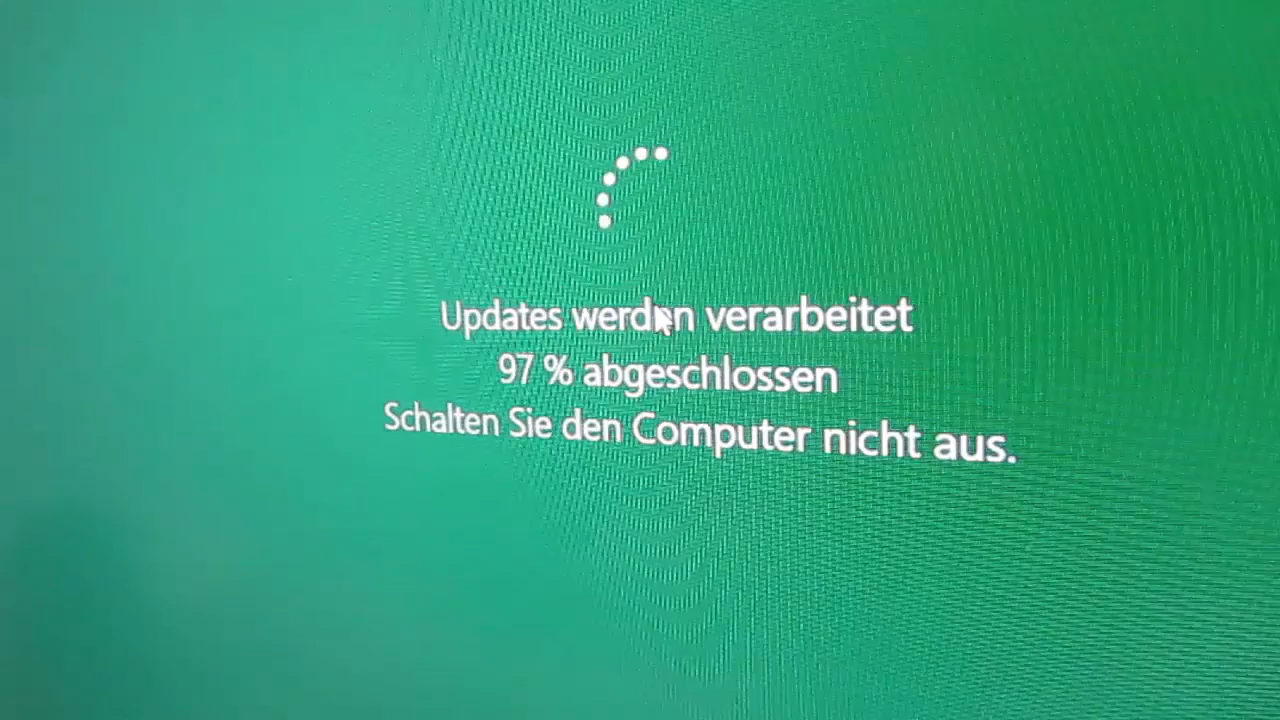 Updates werden verarbeitet
97 % abgeschlossen
Schalten Sie den Computer nicht aus.